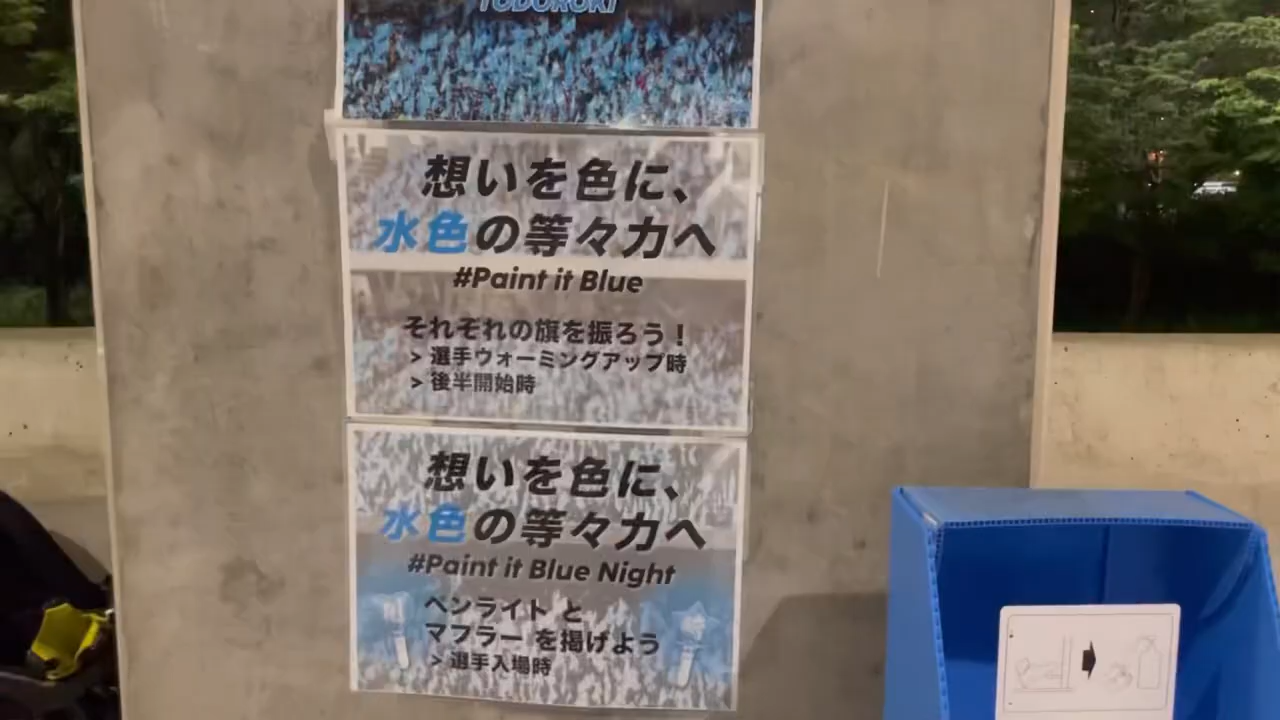 TODOROKI
想いを色に、
水色の等々力へ
#Paint it Blue
それぞれの旗を振ろう！
> 選手ウォーミングアップ時
> 後半開始時
想いを色に、
水色の等々力へ
#Paint it Blue Night
ペンライト と
マフラー を掲げよう
> 選手入場時